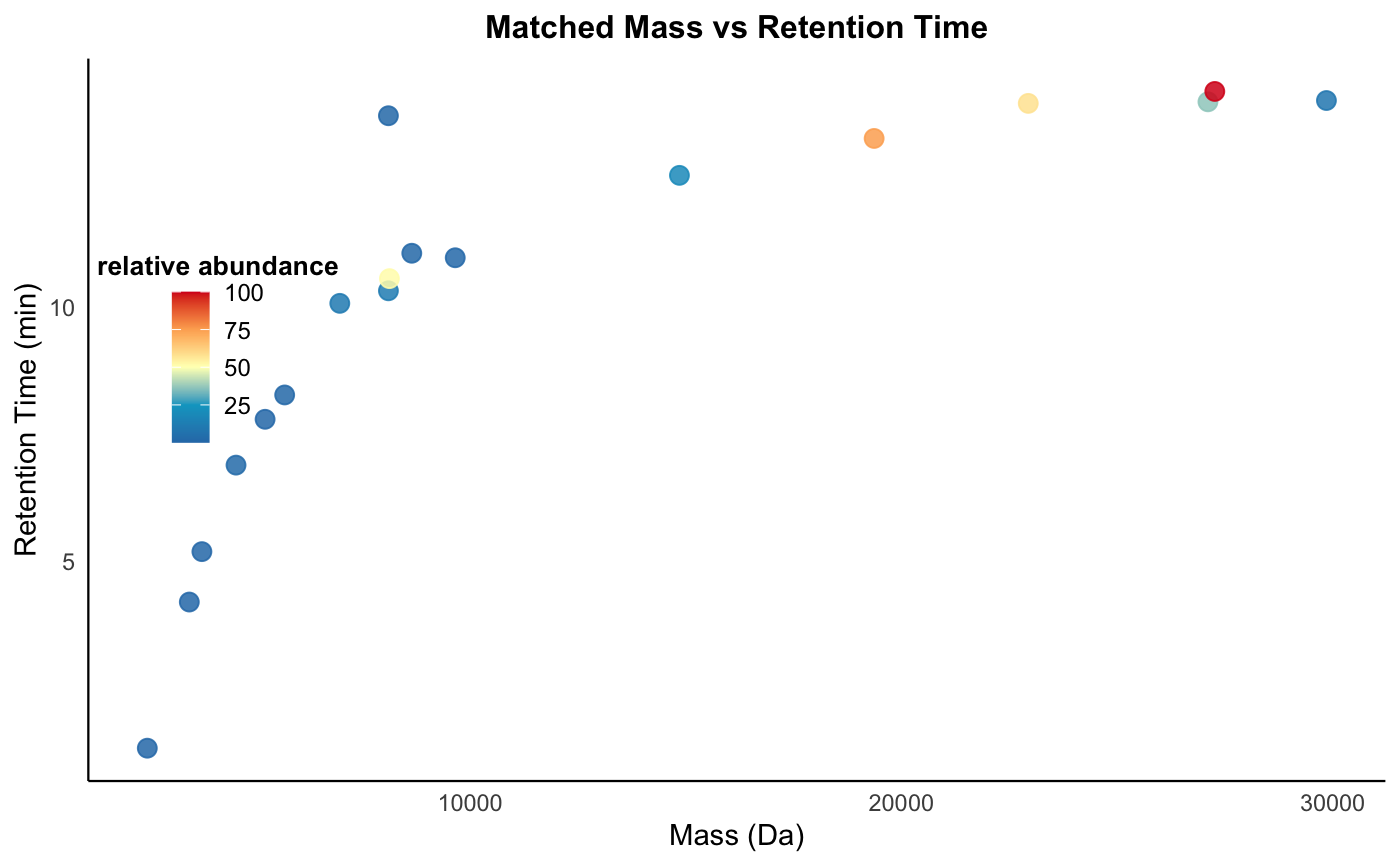 Matched Mass vs Retention Time
relative abundance
100
75
50
25
10
5
Retention Time (min)
10000
20000
30000
Mass (Da)